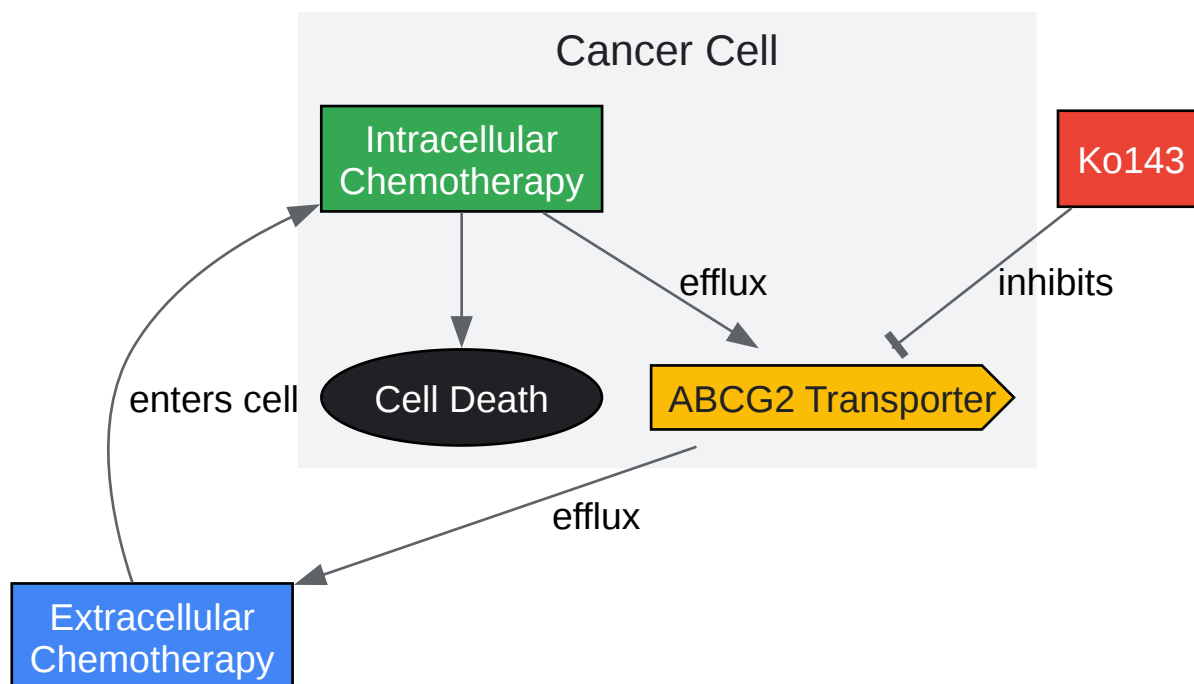 Cancer Cell
Intracellular
Chemotherapy
Ko143
efflux
inhibits
enters cell
Cell Death
ABCG2 Transporter
efflux
Extracellular
Chemotherapy